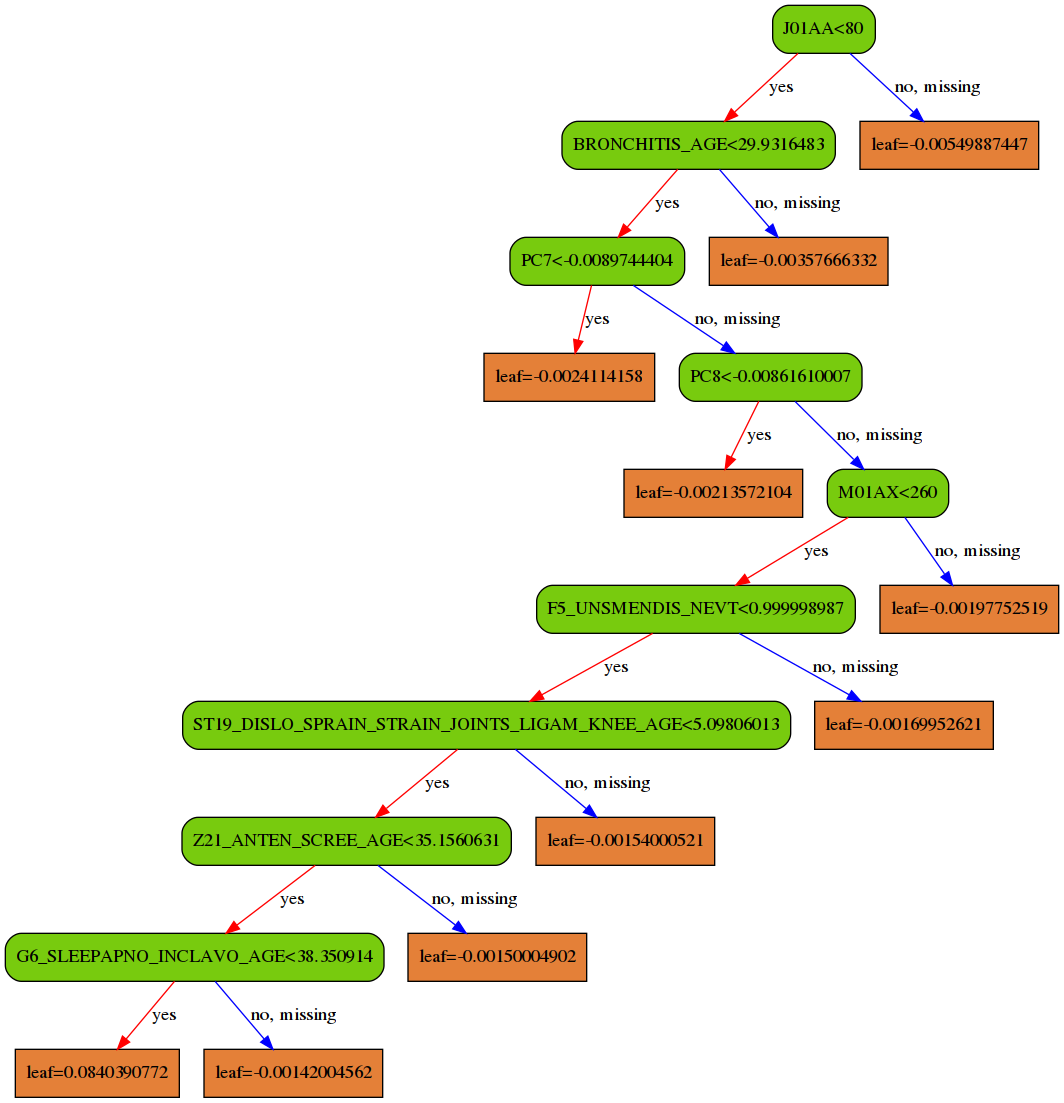 J01AA<80
yes
no, missing
BRONCHITIS_AGE<29.9316483
leaf=-0.00549887447
yes
no, missing
PC7<-0.0089744404
leaf=-0.00357666332
yes
no, missing
leaf=-0.0024114158
PC8<-0.00861610007
yes
no, missing
leaf=-0.00213572104
M01AX<260
yes
no, missing
F5_UNSMENDIS_NEVT<0.999998987
leaf=-0.00197752519
yes
no, missing
ST19_DISLO_SPRAIN_STRAIN_JOINTS_LIGAM_KNEE_AGE<5.09806013
leaf=-0.00169952621
yes
no, missing
Z21_ANTEN_SCREE_AGE<35.1560631
leaf=-0.00154000521
yes
no, missing
G6_SLEEPAPNO_INCLAVO_AGE<38.350914
leaf=-0.00150004902
yes
no, missing
leaf=0.0840390772
leaf=-0.00142004562